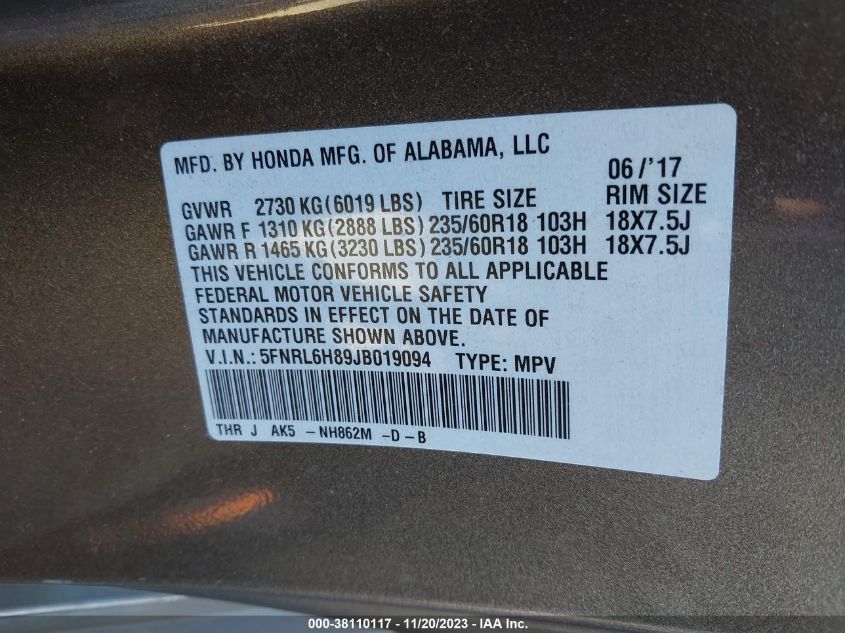 MFD. BY HONDA MFG. OF ALABAMA, LLC 06/'17
GVWR 2730 KG(6019 LBS) TIRE SIZE RIM SIZE
GAWR F 1310 KG(2888 LBS) 235/60R18 103H 18X7.5J
GAWR R 1465 KG(3230 LBS) 235/60R18 103H 18X7.5J
THIS VEHICLE CONFORMS TO ALL APPLICABLE
FEDERAL MOTOR VEHICLE SAFETY
STANDARDS IN EFFECT ON THE DATE OF
MANUFACTURE SHOWN ABOVE.
V.I.N.: 5FNRL6H89JB019094 TYPE: MPV
THR J AK5 -NH862M -D-B
000-38110117 - 11/20/2023 - IAA Inc.